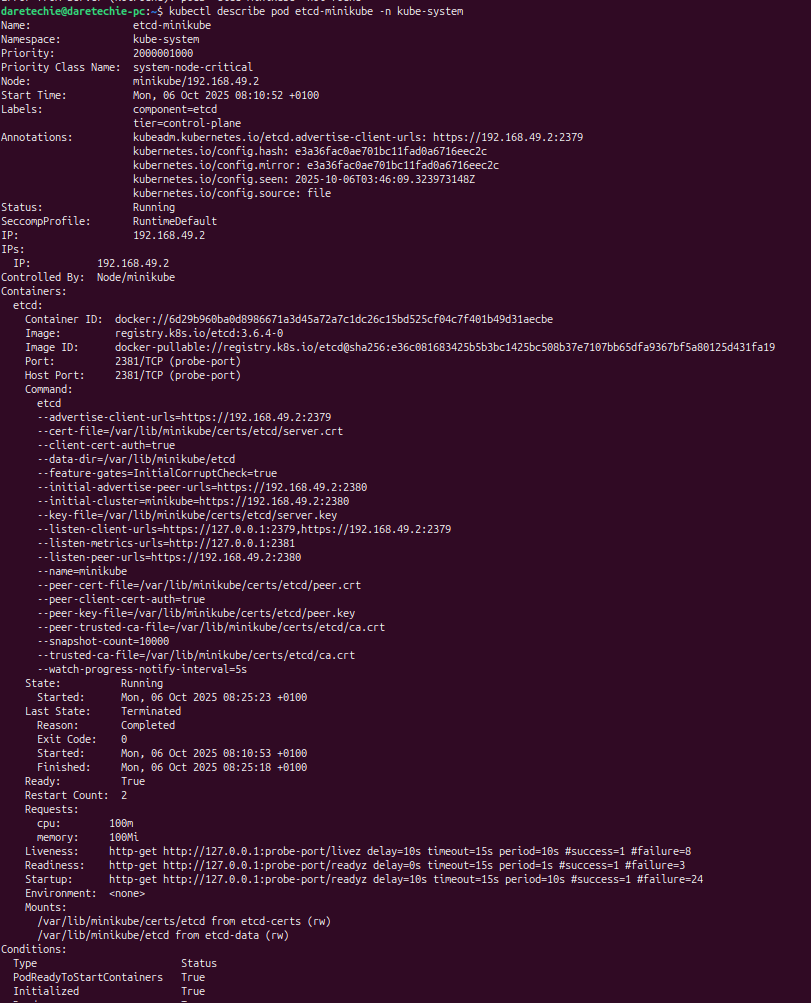 daretechie@daretechie-pc:~$ kubectl describe pod etcd-minikube -n kube-system
Name:                 etcd-minikube
Namespace:            kube-system
Priority:             2000001000
Priority Class Name:  system-node-critical
Node:                 minikube/192.168.49.2
Start Time:           Mon, 06 Oct 2025 08:10:52 +0100
Labels:               component=etcd
                      tier=control-plane
Annotations:          kubeadm.kubernetes.io/etcd.advertise-client-urls: https://192.168.49.2:2379
                      kubernetes.io/config.hash: e3a36fac0ae701bc11fad0a6716eec2c
                      kubernetes.io/config.mirror: e3a36fac0ae701bc11fad0a6716eec2c
                      kubernetes.io/config.seen: 2025-10-06T03:46:09.323973148Z
                      kubernetes.io/config.source: file
Status:               Running
SeccompProfile:       RuntimeDefault
IP:                   192.168.49.2
IPs:
  IP:           192.168.49.2
Controlled By:  Node/minikube
Containers:
  etcd:
    Container ID:  docker://6d29b960ba0d8986671a3d45a72a7c1dc26c15bd525cf04c7f401b49d31aecbe
    Image:         registry.k8s.io/etcd:3.6.4-0
    Image ID:      docker-pullable://registry.k8s.io/etcd@sha256:e36c081683425b5b3bc1425bc508b37e7107bb65dfa9367bf5a80125d431fa19
    Port:          2381/TCP (probe-port)
    Host Port:     2381/TCP (probe-port)
    Command:
      etcd
      --advertise-client-urls=https://192.168.49.2:2379
      --cert-file=/var/lib/minikube/certs/etcd/server.crt
      --client-cert-auth=true
      --data-dir=/var/lib/minikube/etcd
      --feature-gates=InitialCorruptCheck=true
      --initial-advertise-peer-urls=https://192.168.49.2:2380
      --initial-cluster=minikube=https://192.168.49.2:2380
      --key-file=/var/lib/minikube/certs/etcd/server.key
      --listen-client-urls=https://127.0.0.1:2379,https://192.168.49.2:2379
      --listen-metrics-urls=http://127.0.0.1:2381
      --listen-peer-urls=https://192.168.49.2:2380
      --name=minikube
      --peer-cert-file=/var/lib/minikube/certs/etcd/peer.crt
      --peer-client-cert-auth=true
      --peer-key-file=/var/lib/minikube/certs/etcd/peer.key
      --peer-trusted-ca-file=/var/lib/minikube/certs/etcd/ca.crt
      --snapshot-count=10000
      --trusted-ca-file=/var/lib/minikube/certs/etcd/ca.crt
      --watch-progress-notify-interval=5s
    State:          Running
      Started:      Mon, 06 Oct 2025 08:25:23 +0100
    Last State:     Terminated
      Reason:       Completed
      Exit Code:    0
      Started:      Mon, 06 Oct 2025 08:10:53 +0100
      Finished:     Mon, 06 Oct 2025 08:25:18 +0100
    Ready:          True
    Restart Count:  2
    Requests:
      cpu:        100m
      memory:     100Mi
    Liveness:     http-get http://127.0.0.1:probe-port/livez delay=10s timeout=15s period=10s #success=1 #failure=8
    Readiness:    http-get http://127.0.0.1:probe-port/readyz delay=0s timeout=15s period=1s #success=1 #failure=3
    Startup:      http-get http://127.0.0.1:probe-port/readyz delay=10s timeout=15s period=10s #success=1 #failure=24
    Environment:  <none>
    Mounts:
      /var/lib/minikube/certs/etcd from etcd-certs (rw)
      /var/lib/minikube/etcd from etcd-data (rw)
Conditions:
  Type                        Status
  PodReadyToStartContainers   True
  Initialized                 True